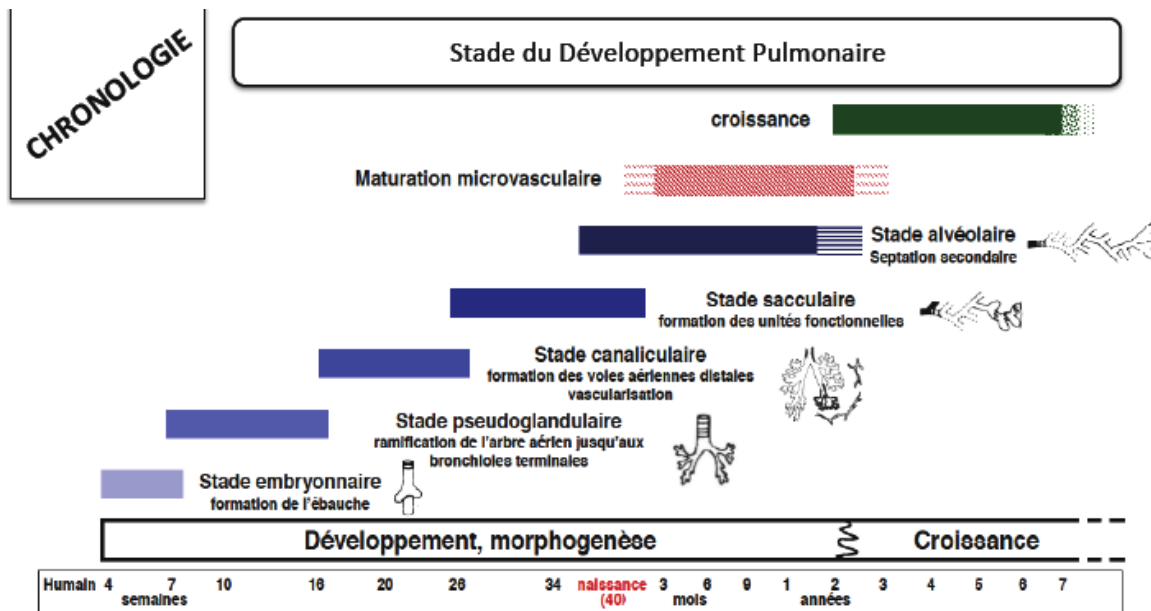 CHRONOLOGIE
Stade du Développement Pulmonaire
croissance
Maturation microvasculaire
Stade alvéolaire
Septation secondaire
Stade sacculaire
formation des unités fonctionnelles
Stade canaliculaire
formation des voies aériennes distales
vascularisation
Stade pseudoglandulaire
ramification de l'arbre aérien jusqu'aux
bronchioles terminales
Stade embryonnaire
formation de l'ébauche
Développement, morphogenèse Croissance
Humain 4 7 10 16 20 26 34 naissance 3 6 9 1 2 3 4 5 6 7
semaines (40) mois années